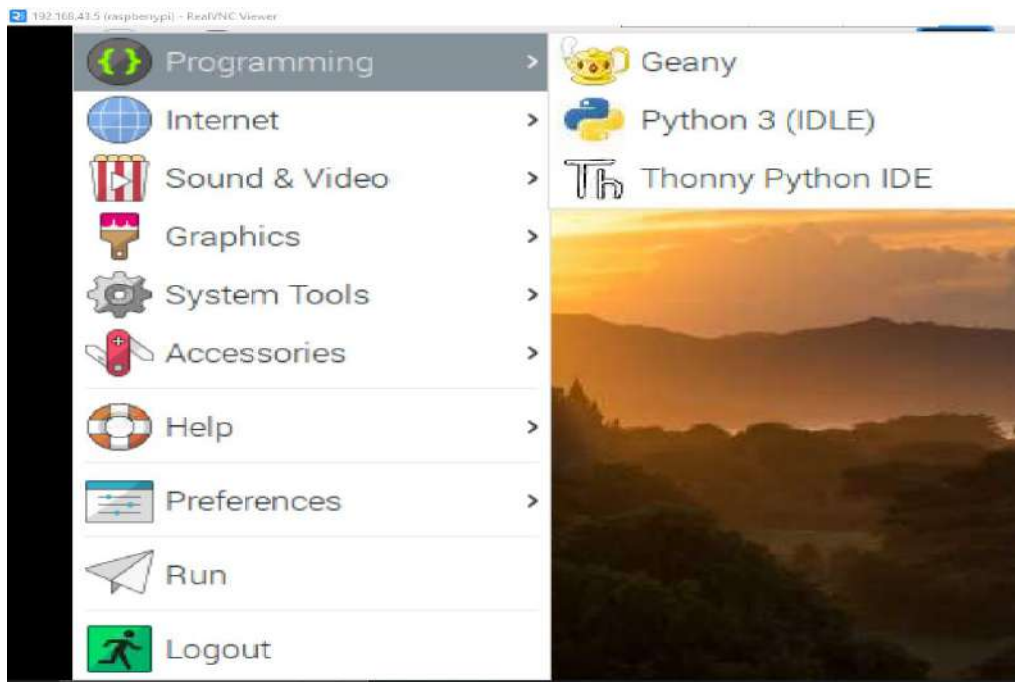 192.168.43.5 (raspberrypi) - RealVNC Viewer
Programming
Geany
Internet
Python 3 (IDLE)
Sound & Video
Thonny Python IDE
Graphics
System Tools
Accessories
Help
Preferences
Run
Logout